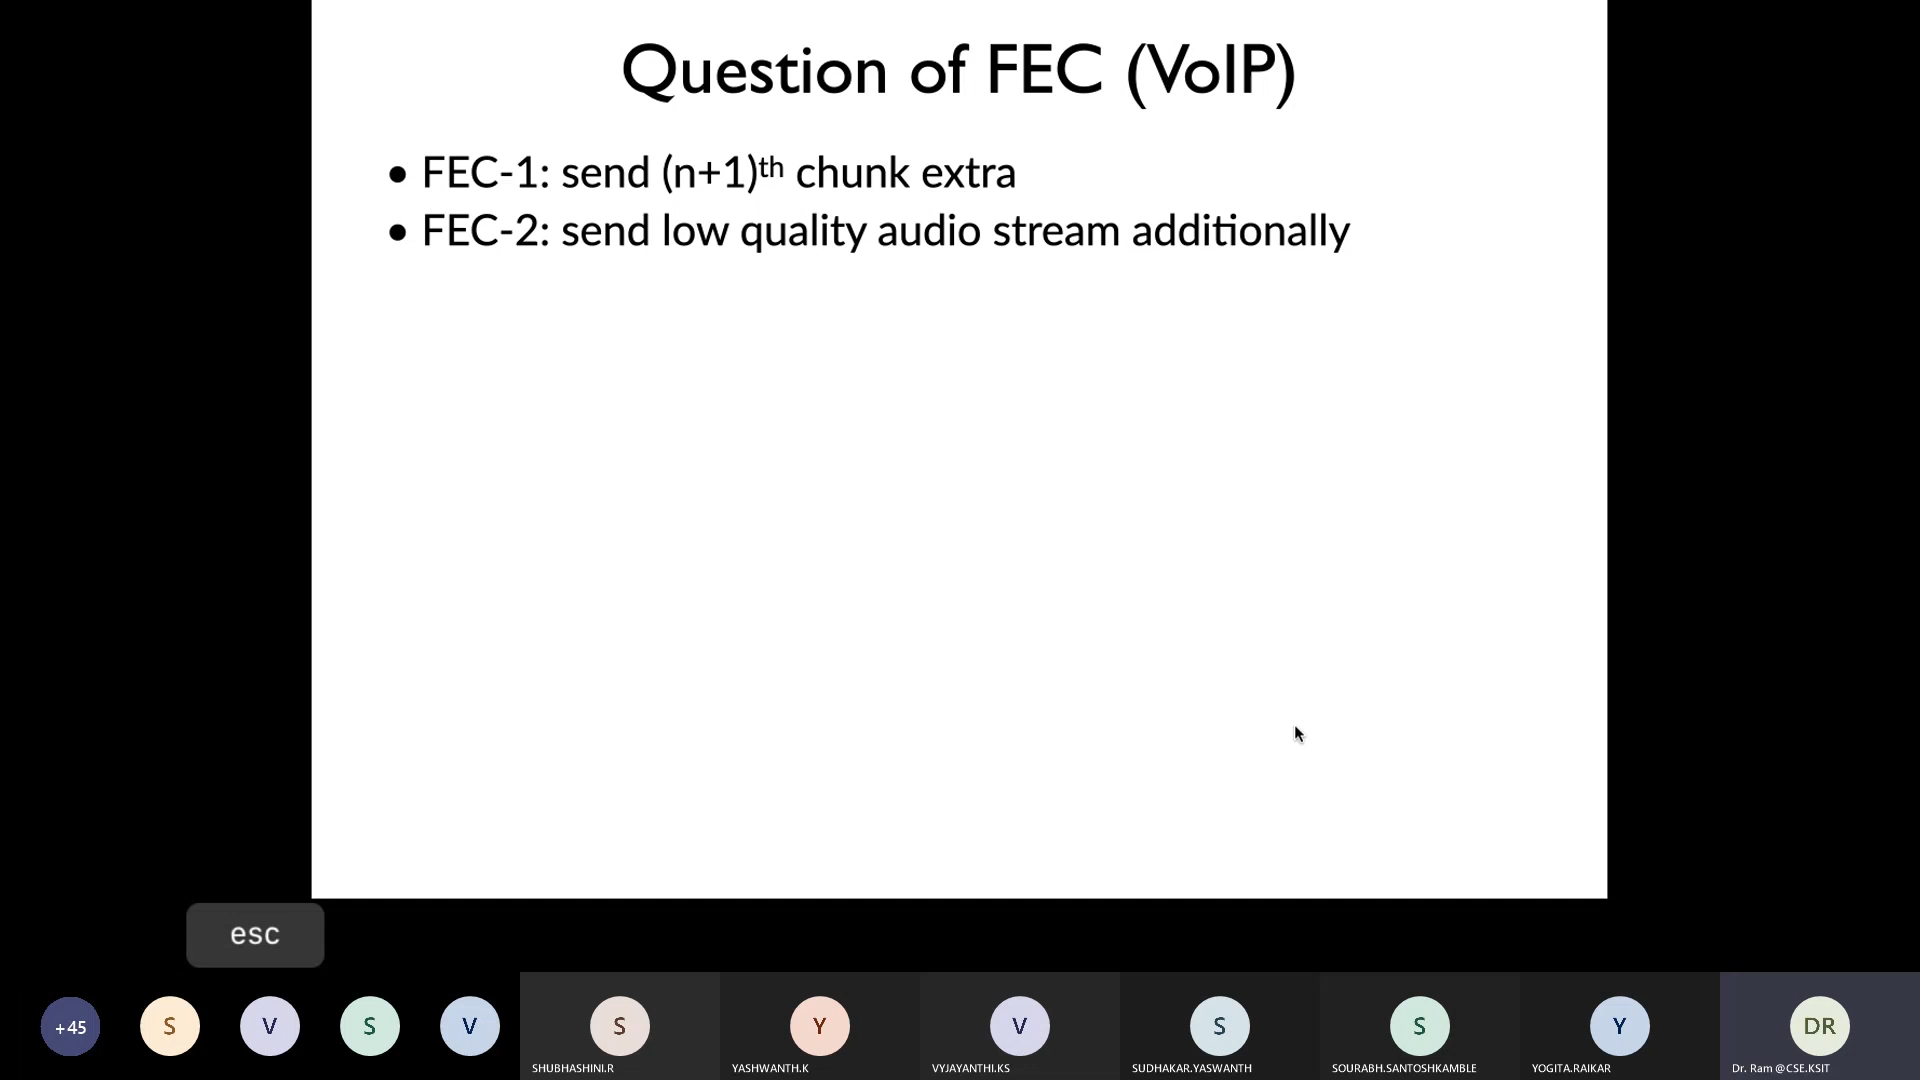 Question of FEC (VoIP)
• FEC-1: send (n+1)th chunk extra
• FEC-2: send low quality audio stream additionally
esc
+45
S
V
S
V
S
Y
V
S
S
Y
DR
SHUBHASHINI.R
YASHWANTH.K
VYJAYANTHI.KS
SUDHAKAR.YASWANTH
SOURABH.SANTOSHKAMBLE
YOGITA.RAIKAR
Dr. Ram @CSE.KSIT